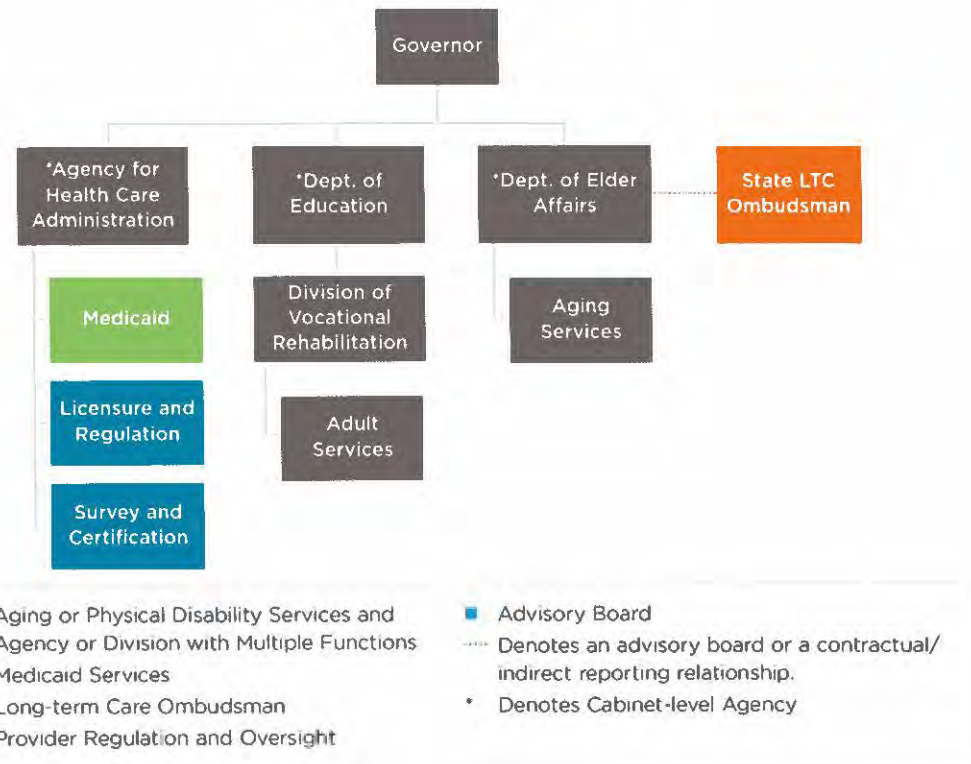 Governor
*Agency for
Health Care
Administration
*Dept. of
Education
*Dept. of Elder
Affairs
State LTC
Ombudsman
Medicaid
Division of
Vocational
Rehabilitation
Aging
Services
Licensure and
Regulation
Adult
Services
Survey and
Certification
Aging or Physical Disability Services and
Agency or Division with Multiple Functions
Medicaid Services
Long-term Care Ombudsman
Provider Regulation and Oversight
Advisory Board
Denotes an advisory board or a contractual/
indirect reporting relationship.
* Denotes Cabinet-level Agency